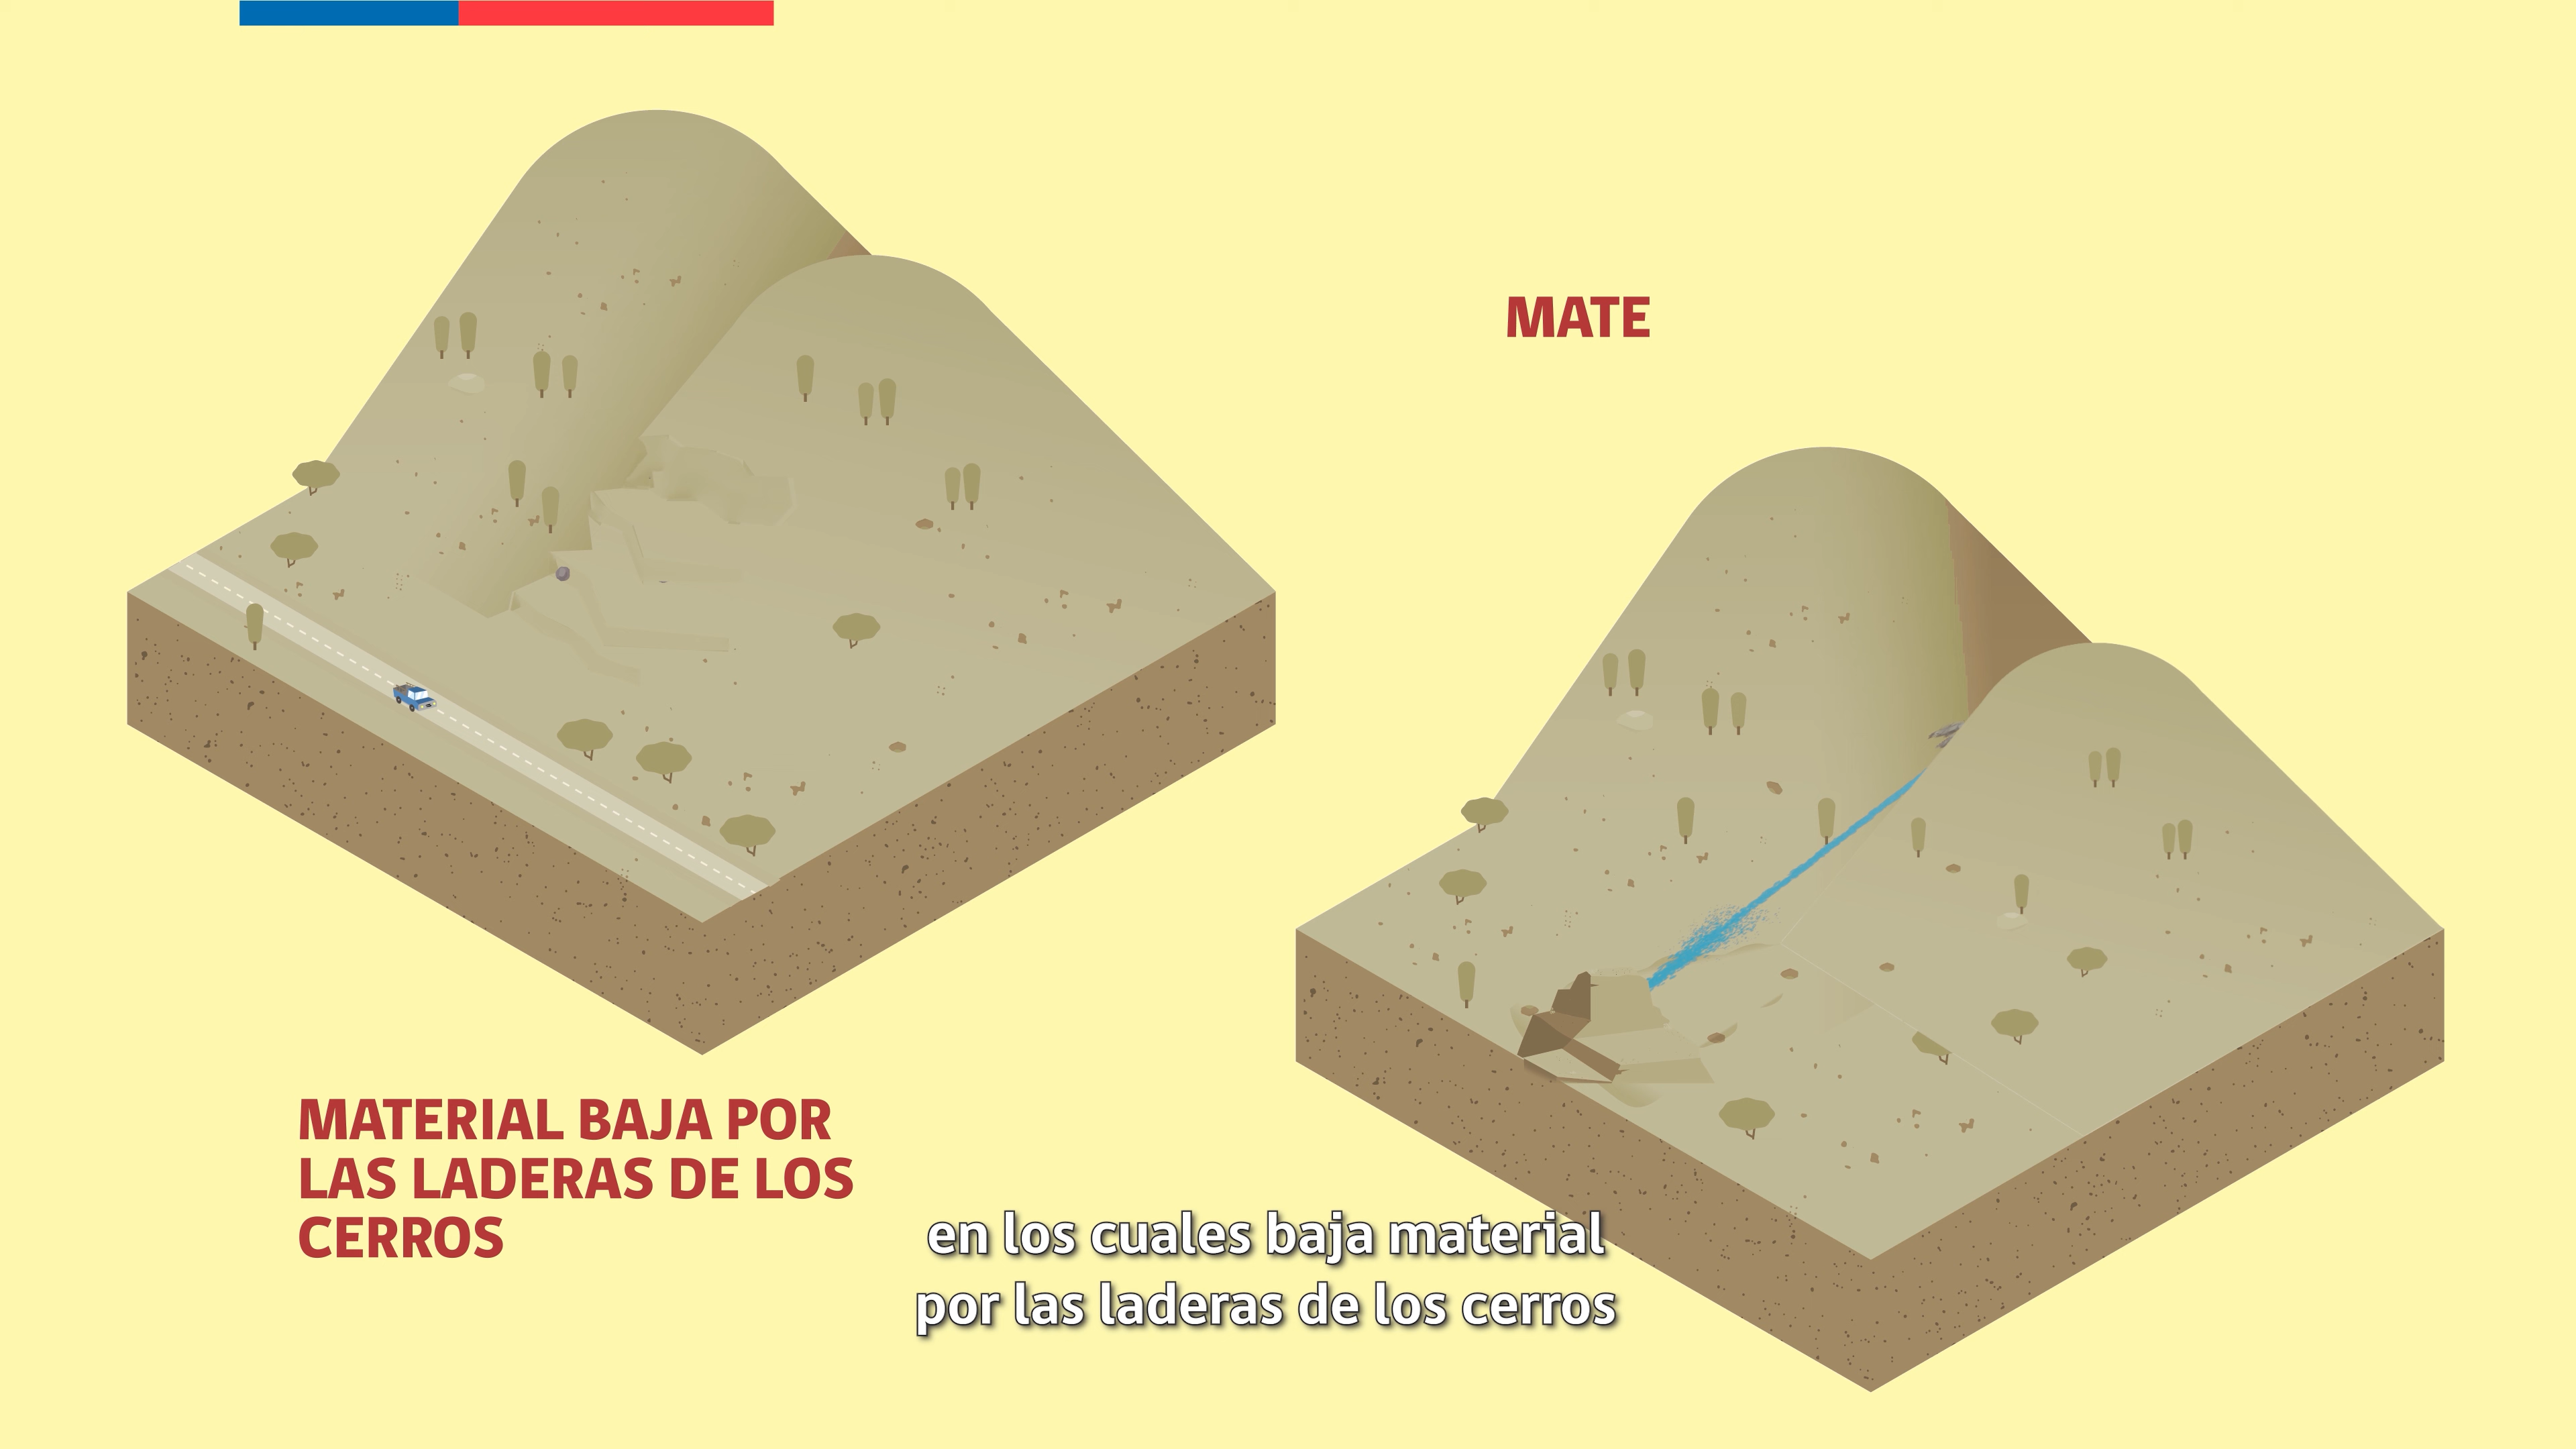 MATE
MATERIAL BAJA POR
LAS LADERAS DE LOS
CERROS
en los cuales baja material
por las laderas de los cerros